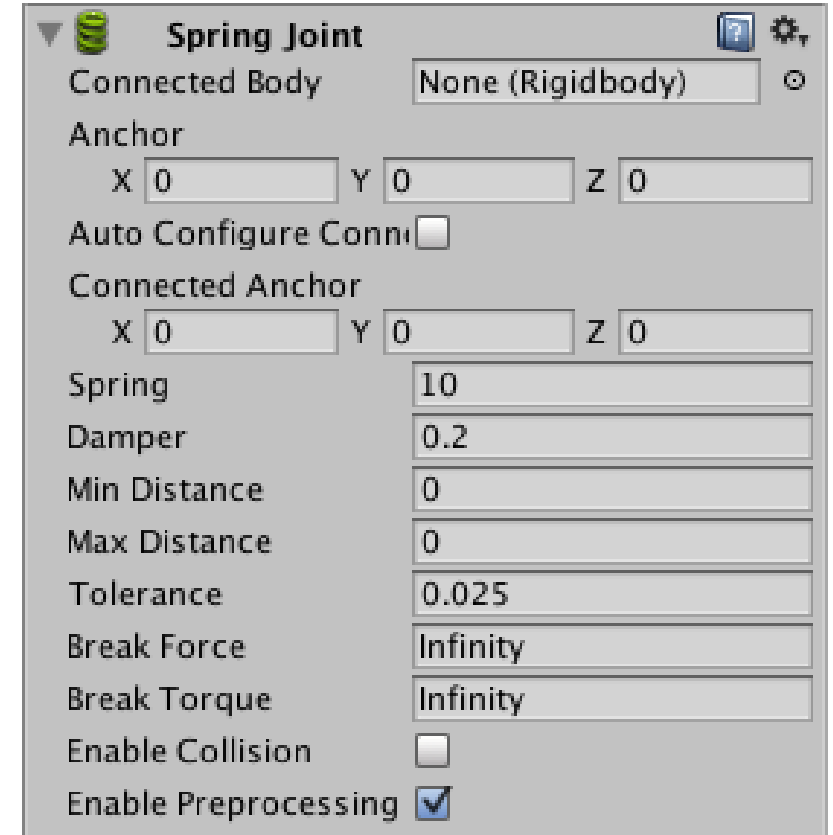 Spring Joint
Connected Body None (Rigidbody)
Anchor
X 0 Y 0 Z 0
Auto Configure Conn
Connected Anchor
X 0 Y 0 Z 0
Spring 10
Damper 0.2
Min Distance 0
Max Distance 0
Tolerance 0.025
Break Force Infinity
Break Torque Infinity
Enable Collision
Enable Preprocessing